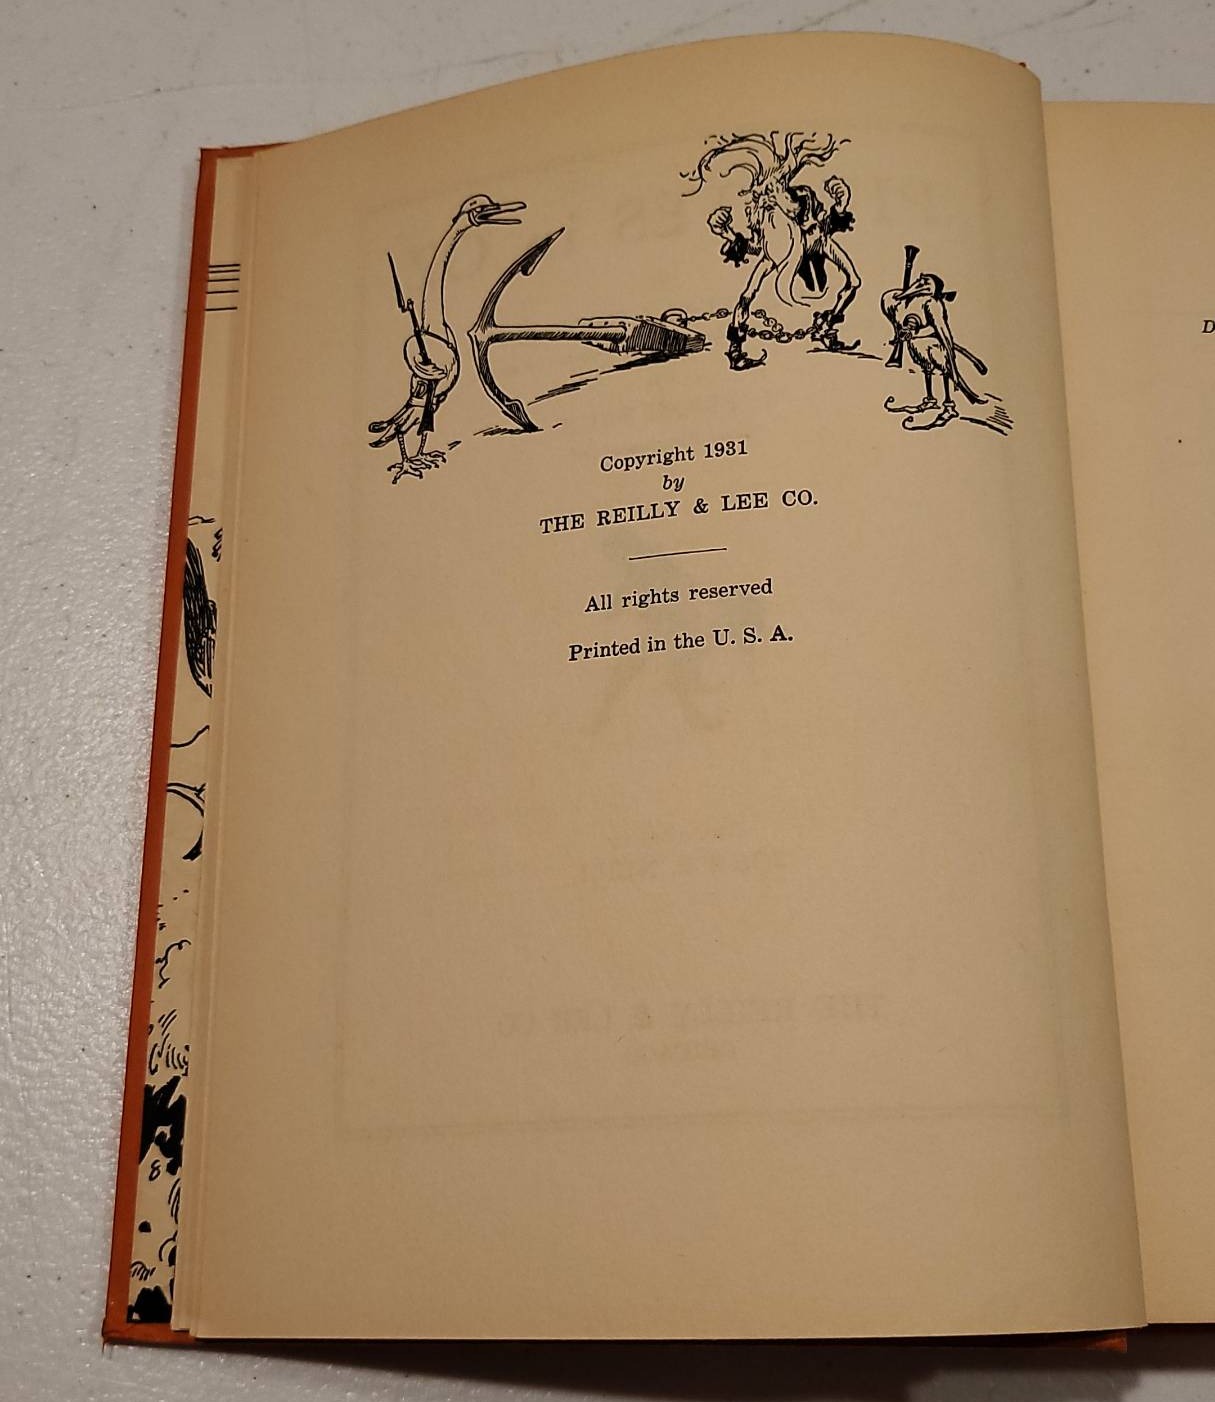 Copyright 1931
by
THE REILLY & LEE CO.
All rights reserved
Printed in the U. S. A.
D